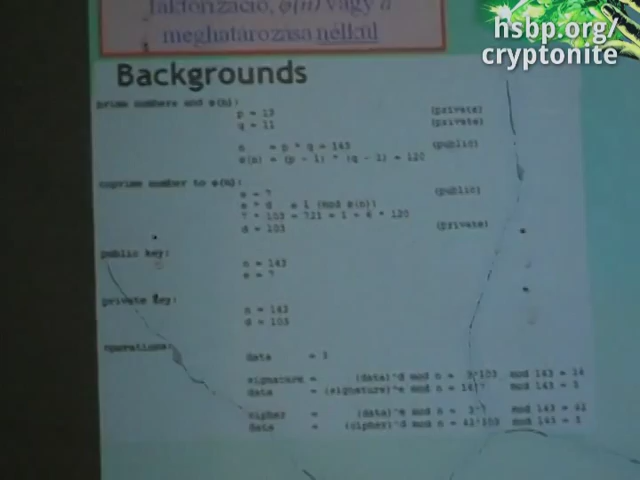 faktorizáció, φ(n) vagy d
meghatározása nélkül
hsbp.org/
cryptonite
Backgrounds
prime numbers and e(n):
p = 13 (private)
q = 11 (private)
n = p * q = 143 (public)
e(n) = (p - 1) * (q - 1) = 120
coprime number to e(n):
e = 7 (public)
e * d = 1 (mod e(n))
7 * 103 = 721 = 1 + 6 * 120
d = 103 (private)
public key:
n = 143
e = 7
private key:
n = 143
d = 103
operations:
data = 3
signature = (data)^d mod n = 3^103 mod 143 = 16
data = (signature)^e mod n = 16^7 mod 143 = 3
cipher = (data)^e mod n = 3^7 mod 143 = 42
data = (cipher)^d mod n = 42^103 mod 143 = 3